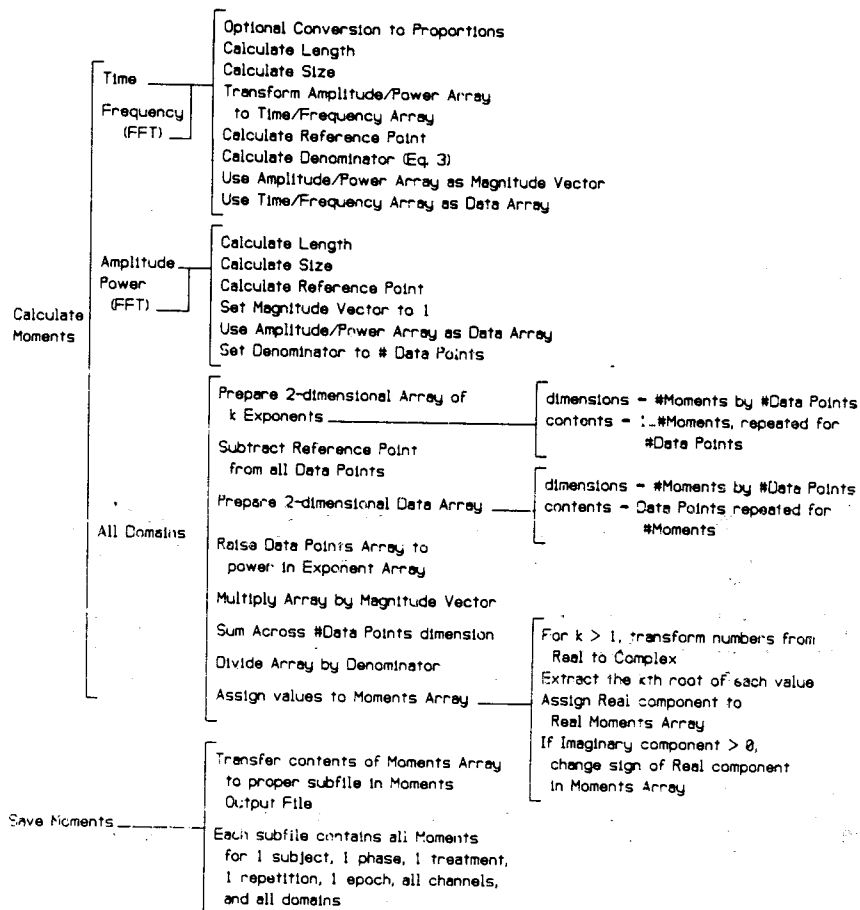 Calculate
Moments
Time
Frequency
(FFT)
Optional Conversion to Proportions
Calculate Length
Calculate Size
Transform Amplitude/Power Array
to Time/Frequency Array
Calculate Reference Point
Calculate Denominator (Eq. 3)
Use Amplitude/Power Array as Magnitude Vector
Use Time/Frequency Array as Data Array
Amplitude
Power
(FFT)
Calculate Length
Calculate Size
Calculate Reference Point
Set Magnitude Vector to 1
Use Amplitude/Power Array as Data Array
Set Denominator to # Data Points
All Domains
Prepare 2-dimensional Array of
k Exponents
dimensions - #Moments by #Data Points
contents - 1..#Moments, repeated for
#Data Points
Subtract Reference Point
from all Data Points
Prepare 2-dimensional Data Array
dimensions - #Moments by #Data Points
contents - Data Points repeated for
#Moments
Raise Data Points Array to
power in Exponent Array
Multiply Array by Magnitude Vector
Sum Across #Data Points dimension
Divide Array by Denominator
Assign values to Moments Array
For k > 1, transform numbers from
Real to Complex
Extract the kth root of each value
Assign Real component to
Real Moments Array
If Imaginary component > 0,
change sign of Real component
in Moments Array
Save Moments
Transfer contents of Moments Array
to proper subfile in Moments
Output File
Each subfile contains all Moments
for 1 subject, 1 phase, 1 treatment,
1 repetition, 1 epoch, all channels,
and all domains